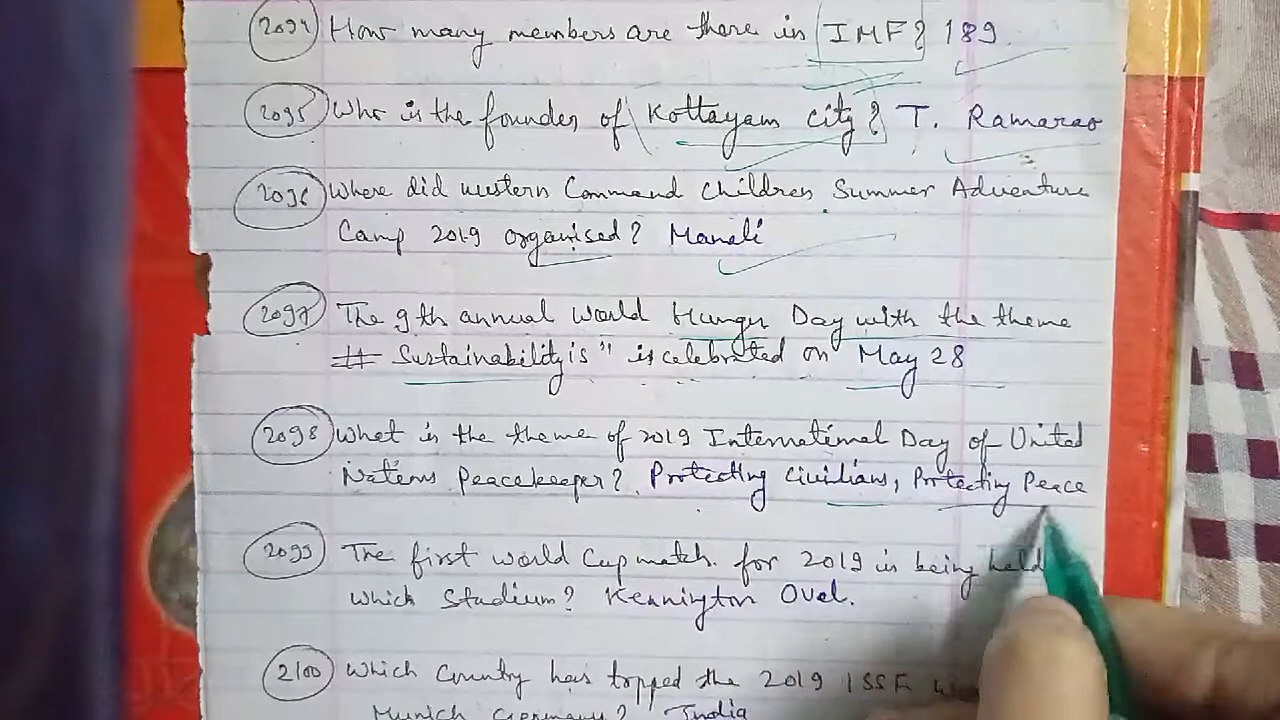 2094 How many members are there in IMF? 189.
2095 Who is the founder of Kottayam city? T. Ramarao
2096 Where did western Command Children Summer Adventure
Camp 2019 organised? Manali
2097 The 9th annual World Hunger Day with the theme
# Sustainability is" is celebrated on May 28
2098 What is the theme of 2019 International Day of United
Nations Peacekeeper? Protecting Civilians, Protecting Peace
2099 The first world Cup match. for 2019 is being held
which Stadium? Kennington Oval.
2100 Which Country has topped the 2019 ISSF
Munich Germany? India